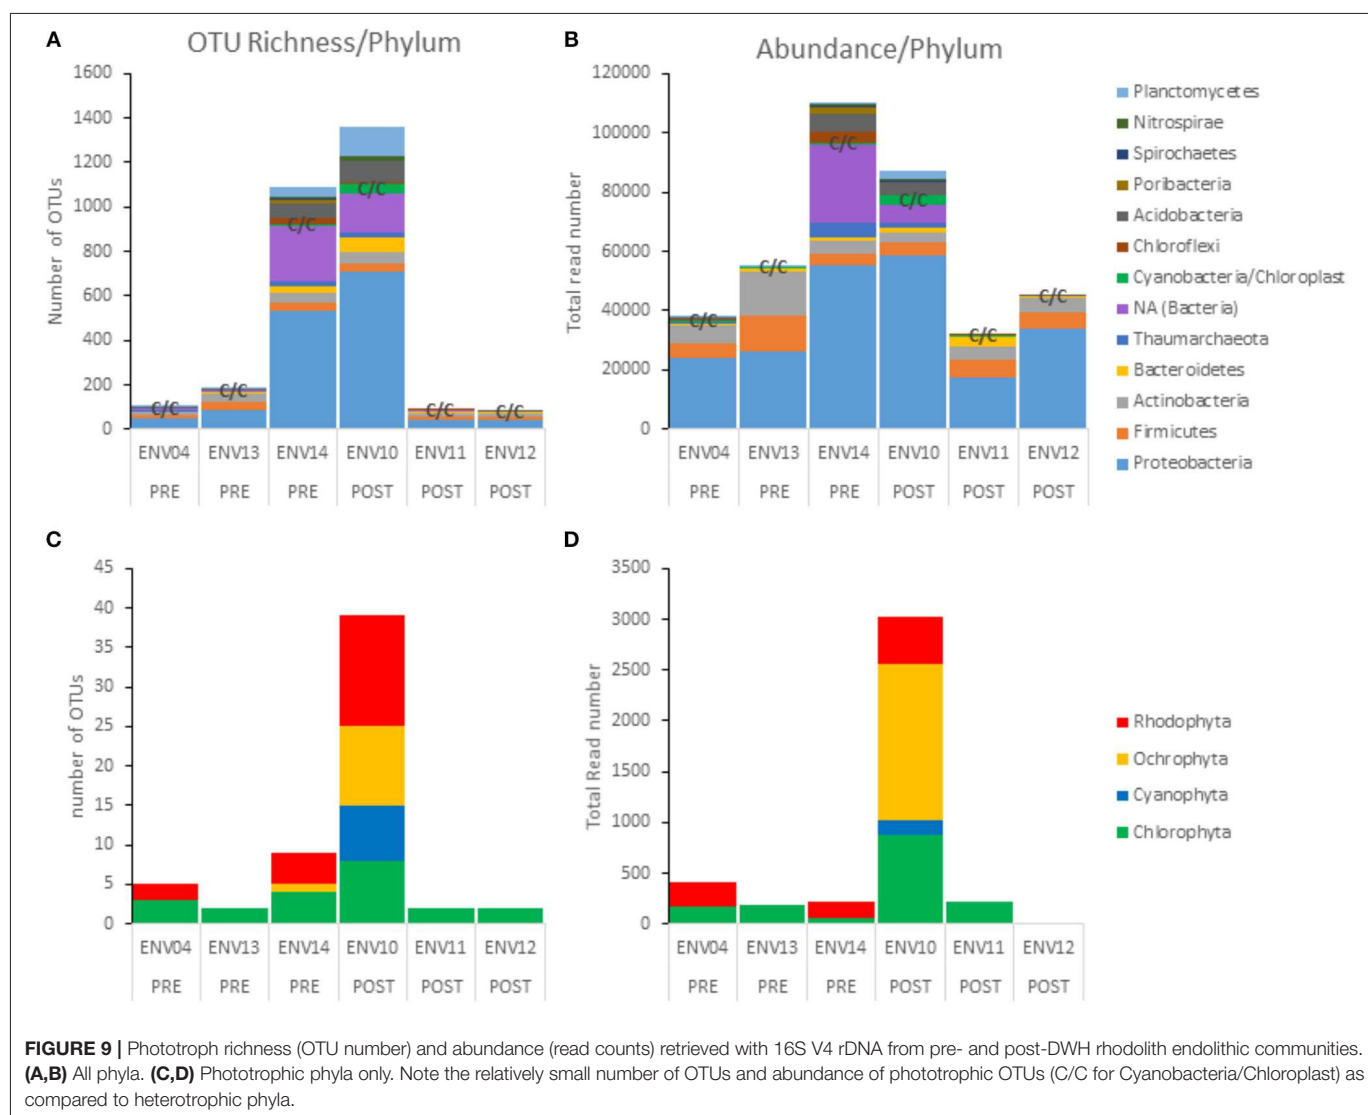 A
OTU Richness/Phylum
Number of OTUs
1600
1400
1200
1000
800
600
400
200
0
C/C
C/C
C/C
C/C
C/C
C/C
ENV04 ENV13 ENV14 ENV10 ENV11 ENV12
PRE PRE PRE POST POST POST
B
Abundance/Phylum
Total read number
120000
100000
80000
60000
40000
20000
0
C/C
C/C
C/C
C/C
C/C
C/C
ENV04 ENV13 ENV14 ENV10 ENV11 ENV12
PRE PRE PRE POST POST POST
Planctomycetes
Nitrospirae
Spirochaetes
Poribacteria
Acidobacteria
Chloroflexi
Cyanobacteria/Chloroplast
NA (Bacteria)
Thaumarchaeota
Bacteroidetes
Actinobacteria
Firmicutes
Proteobacteria
C
number of OTUs
45
40
35
30
25
20
15
10
5
0
ENV04 ENV13 ENV14 ENV10 ENV11 ENV12
PRE PRE PRE POST POST POST
D
Total Read number
3500
3000
2500
2000
1500
1000
500
0
ENV04 ENV13 ENV14 ENV10 ENV11 ENV12
PRE PRE PRE POST POST POST
Rhodophyta
Ochrophyta
Cyanophyta
Chlorophyta
FIGURE 9 | Phototroph richness (OTU number) and abundance (read counts) retrieved with 16S V4 rDNA from pre- and post-DWH rhodolith endolithic communities.
(A,B) All phyla. (C,D) Phototrophic phyla only. Note the relatively small number of OTUs and abundance of phototrophic OTUs (C/C for Cyanobacteria/Chloroplast) as
compared to heterotrophic phyla.